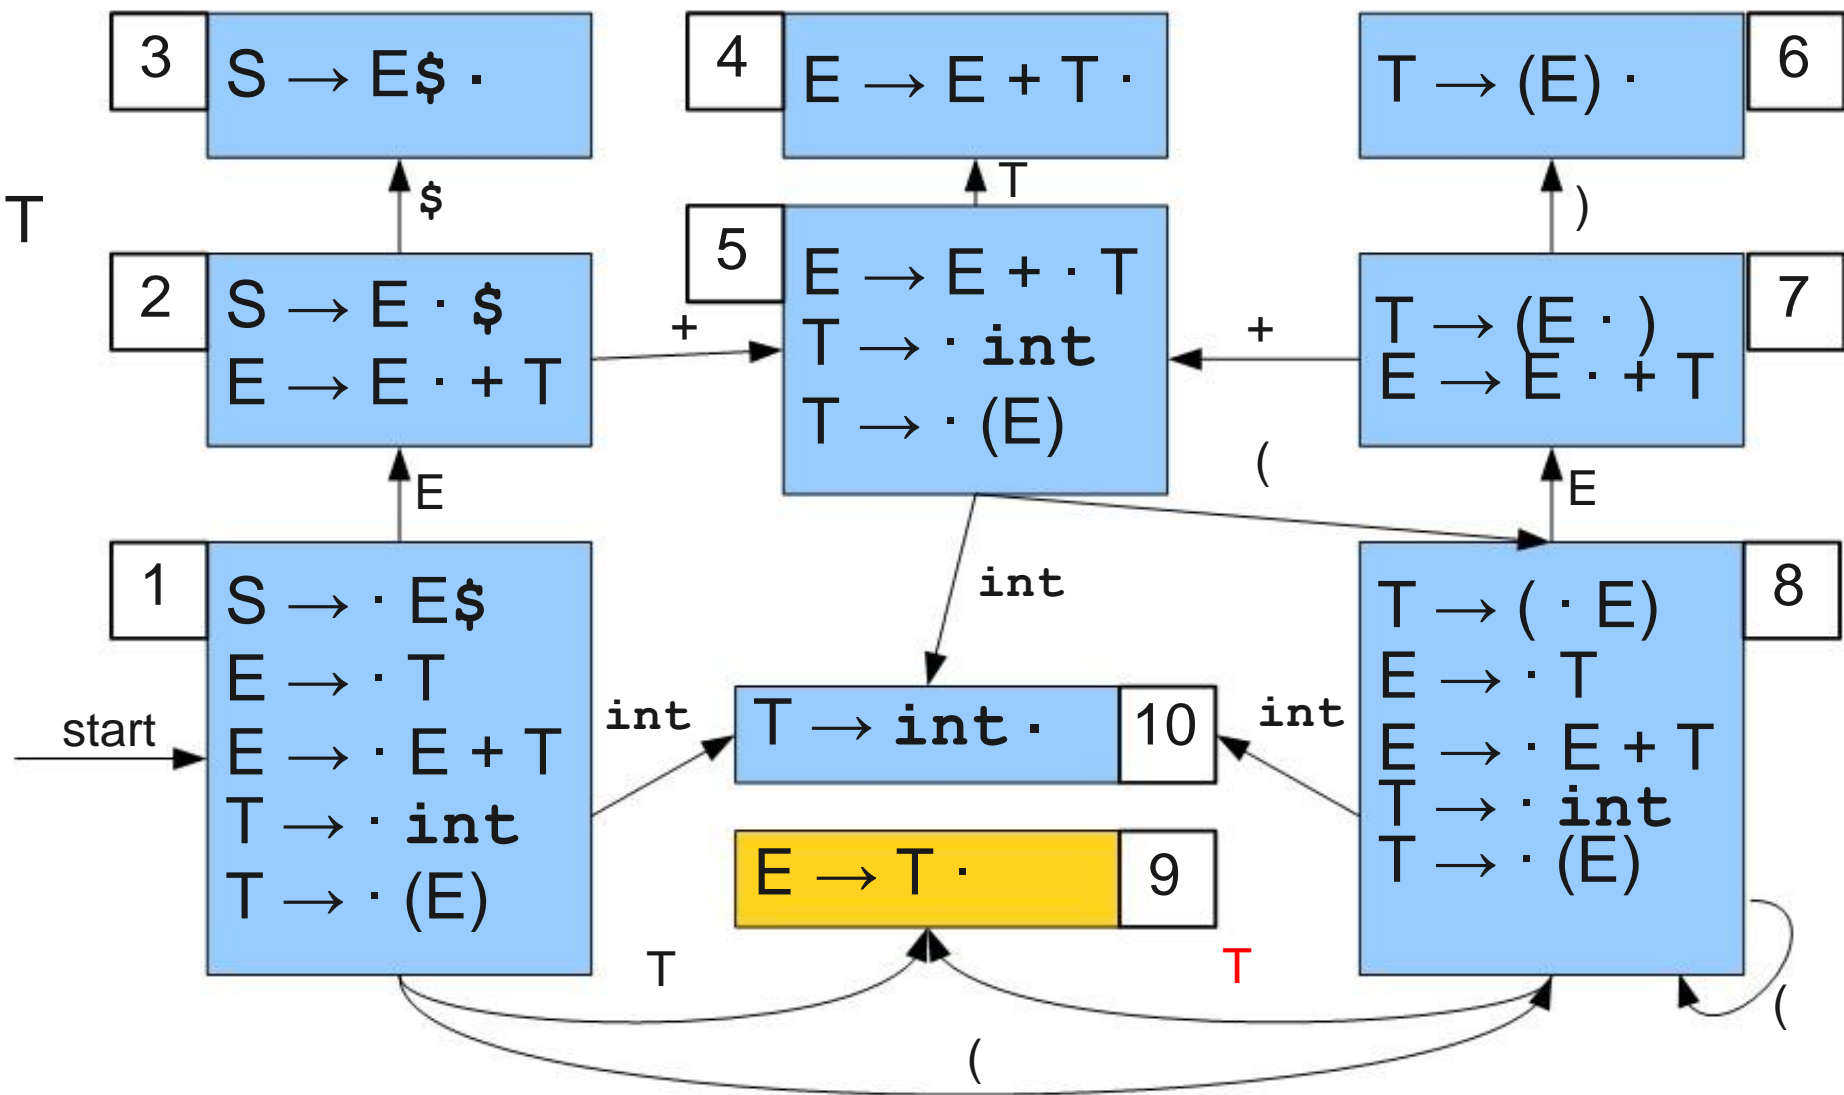 3
S → E$ ·
4
E → E + T ·
T → (E) ·
6
$
T
)
T
2
S → E · $
E → E · + T
+
5
E → E + · T
T → · int
T → · (E)
+
T → (E · )
E → E · + T
7
E
(
E
1
S → · E$
E → · T
E → · E + T
T → · int
T → · (E)
start
int
int
T → int ·
10
int
E → T ·
9
T → ( · E)
E → · T
E → · E + T
T → · int
T → · (E)
8
T
T
(
(